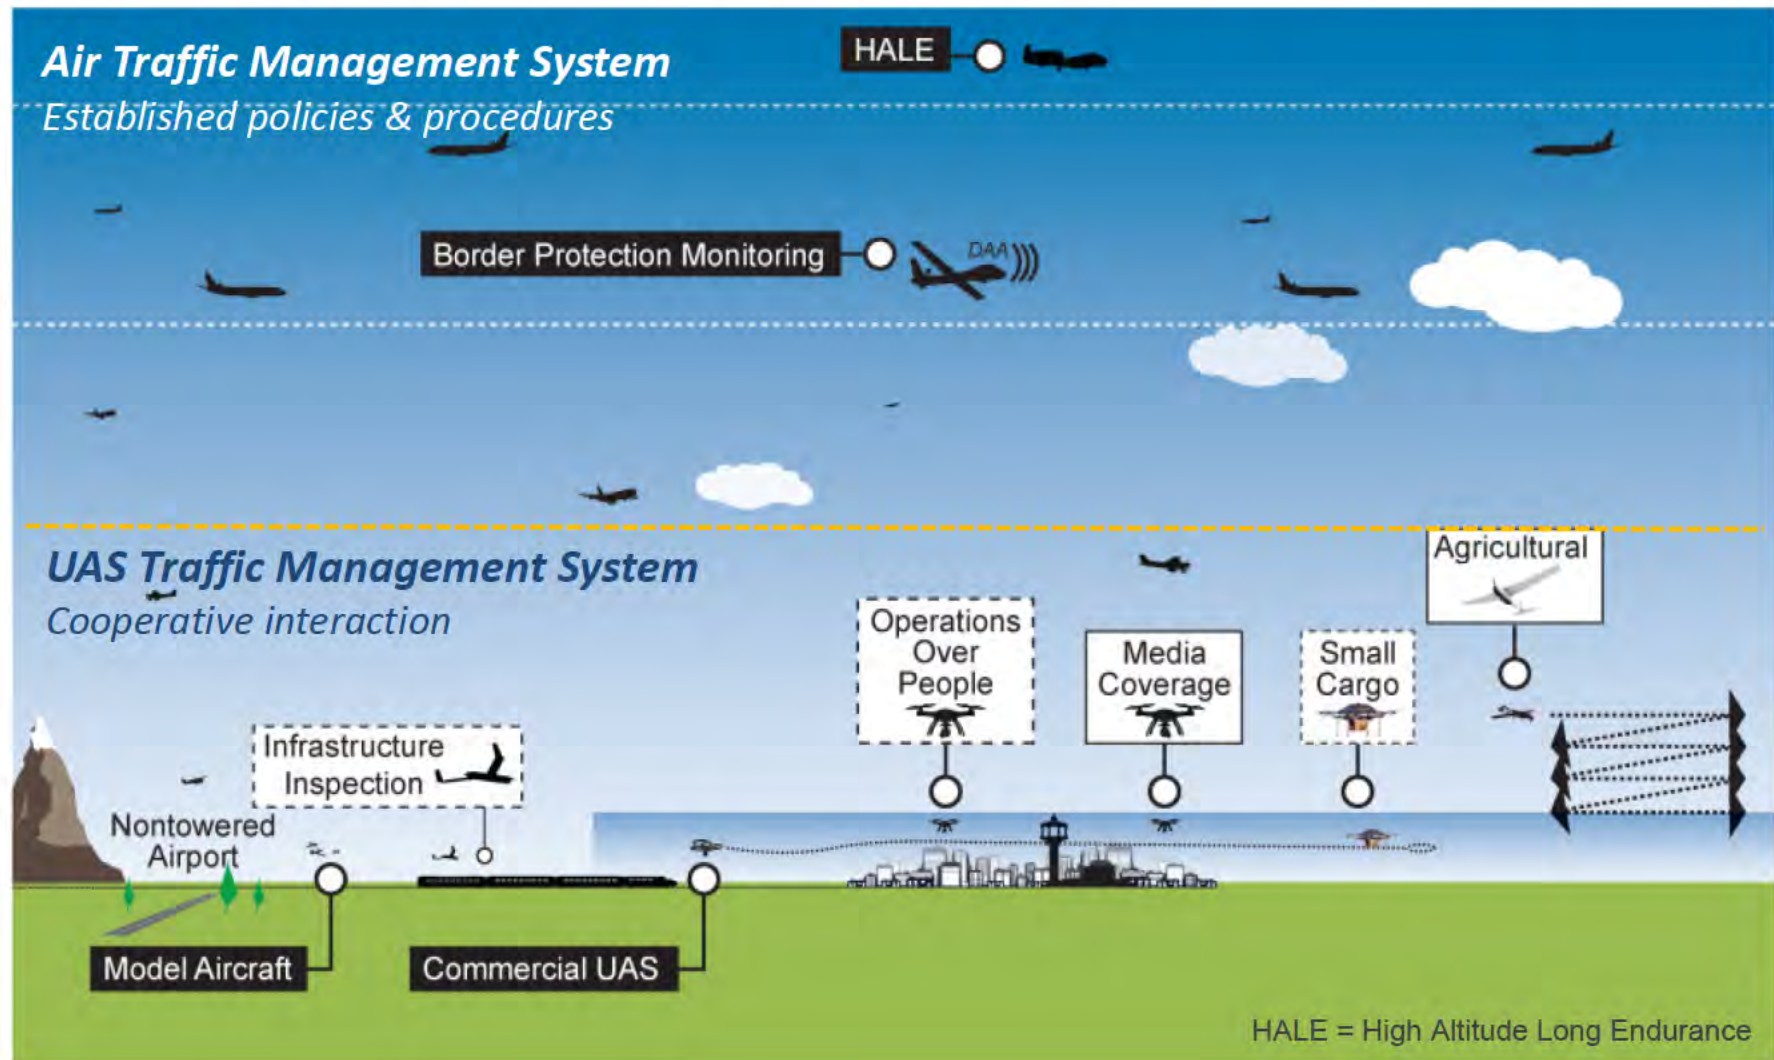 Air Traffic Management System
Established policies & procedures
HALE
Border Protection Monitoring
DAA
UAS Traffic Management System
Cooperative interaction
Agricultural
Operations
Over
People
Media
Coverage
Small
Cargo
Infrastructure
Inspection
Nontowered
Airport
Model Aircraft
Commercial UAS
HALE = High Altitude Long Endurance